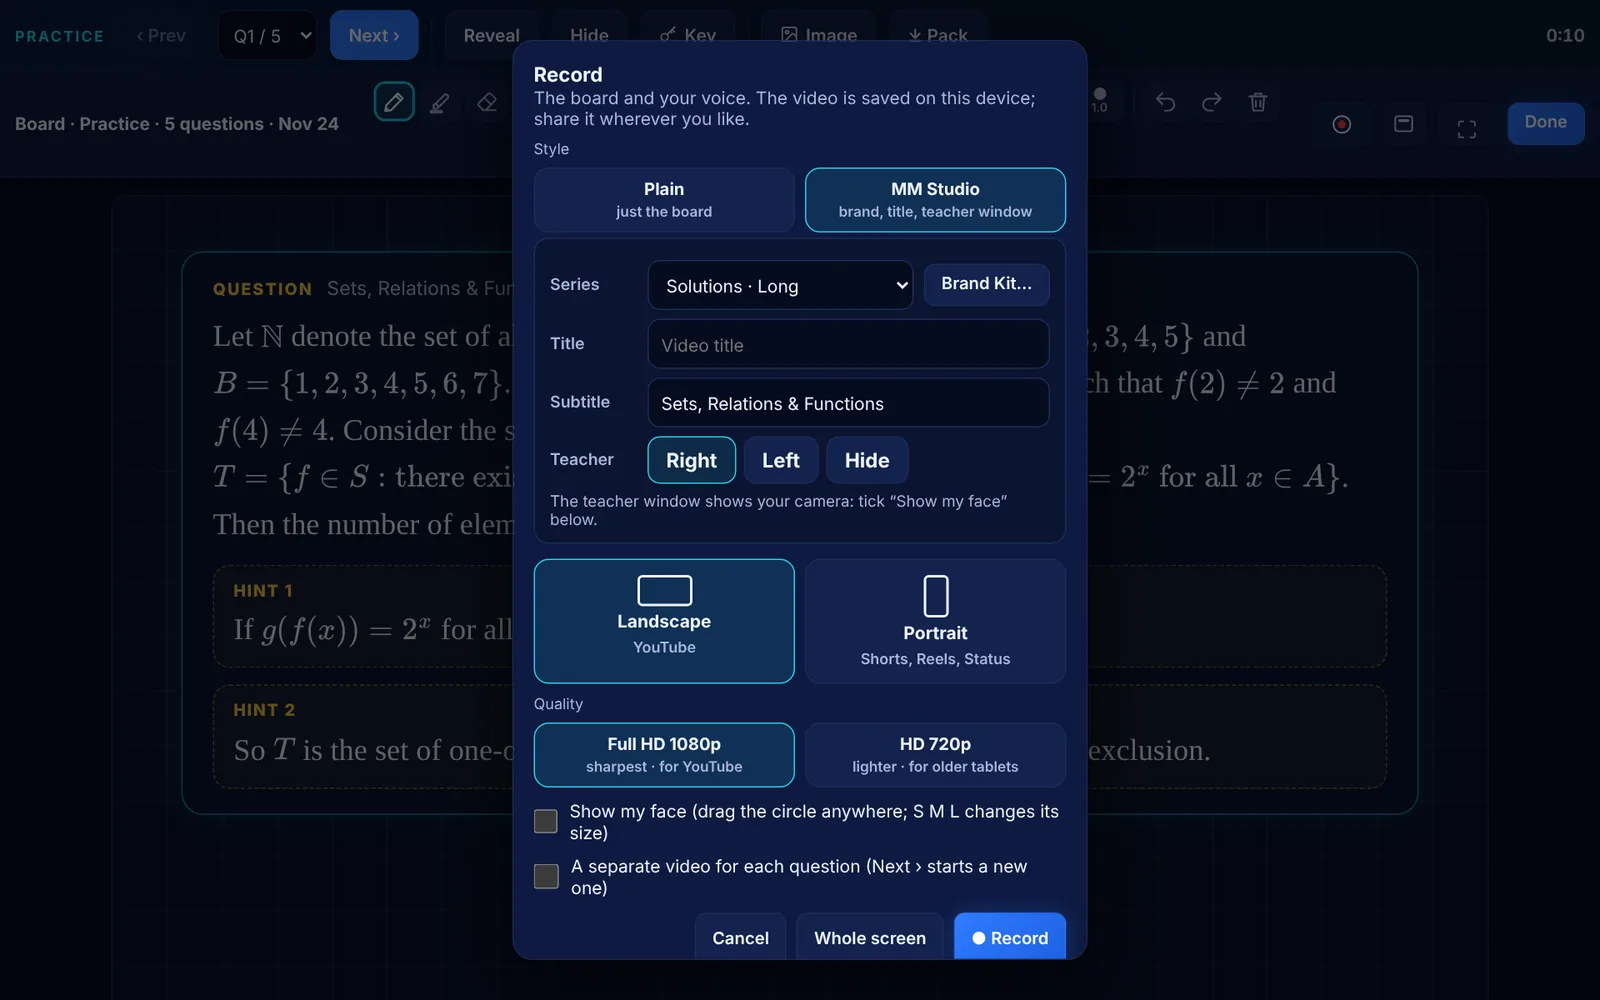 PRACTICE ‹ Prev Q1 / 5 Next › Reveal Hide Key Image Pack 0:10
Board · Practice · 5 questions · Nov 24 1.0 Done
Record
The board and your voice. The video is saved on this device;
share it wherever you like.
Style
Plain
just the board
MM Studio
brand, title, teacher window
Series Solutions · Long Brand Kit...
Title Video title
Subtitle Sets, Relations & Functions
Teacher Right Left Hide
The teacher window shows your camera: tick “Show my face”
below.
Landscape
YouTube
Portrait
Shorts, Reels, Status
Quality
Full HD 1080p
sharpest · for YouTube
HD 720p
lighter · for older tablets
Show my face (drag the circle anywhere; S M L changes its
size)
A separate video for each question (Next › starts a new
one)
Cancel Whole screen Record
QUESTION Sets, Relations &
Let ℕ denote the set of , 3, 4, 5} and
B = {1, 2, 3, 4, 5, 6, 7}. that f(2) ≠ 2 and
f(4) ≠ 4. Consider the
T = {f ∈ S : there = 2ˣ for all x ∈ A}.
Then the number of
HINT 1
If g(f(x)) = 2ˣ for all
HINT 2
So T is the set of exclusion.